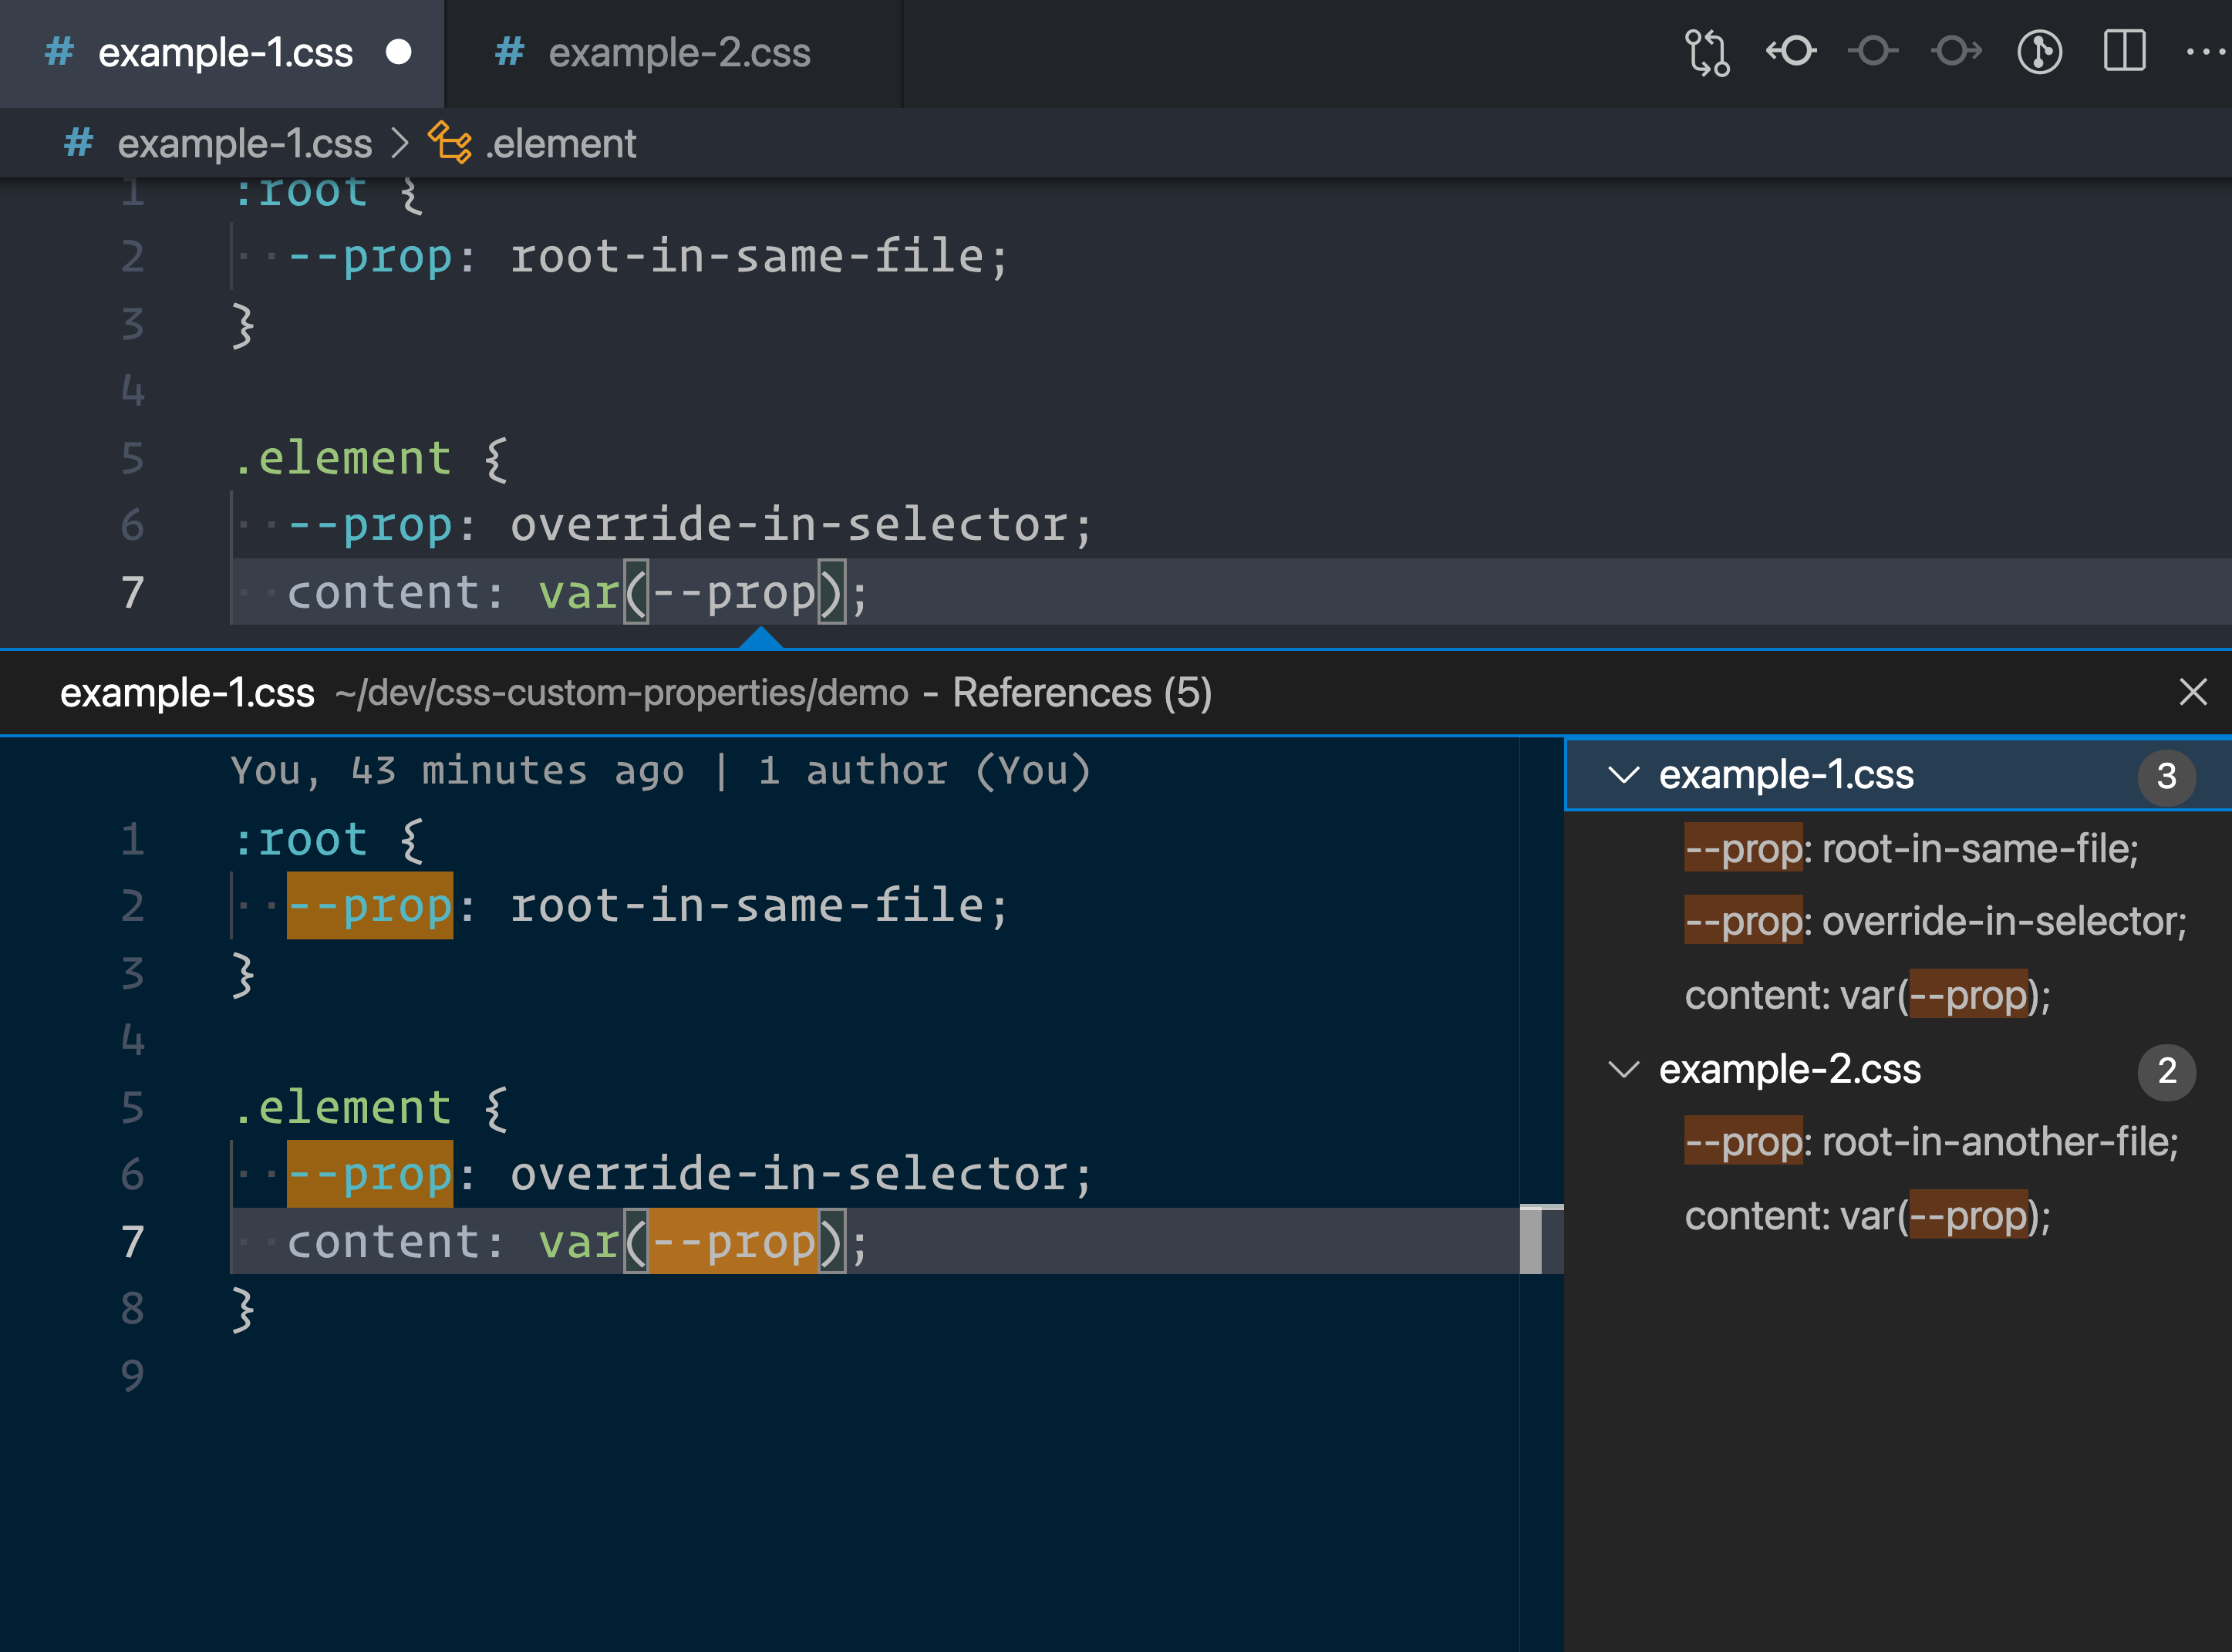 # example-1.css ● # example-2.css
# example-1.css > .element
1 :root {
2 --prop: root-in-same-file;
3 }
4
5 .element {
6 --prop: override-in-selector;
7 content: var(--prop);
example-1.css ~/dev/css-custom-properties/demo - References (5)
You, 43 minutes ago | 1 author (You)
1 :root {
2 --prop: root-in-same-file;
3 }
4
5 .element {
6 --prop: override-in-selector;
7 content: var(--prop);
8 }
9
example-1.css 3
--prop: root-in-same-file;
--prop: override-in-selector;
content: var(--prop);
example-2.css 2
--prop: root-in-another-file;
content: var(--prop);